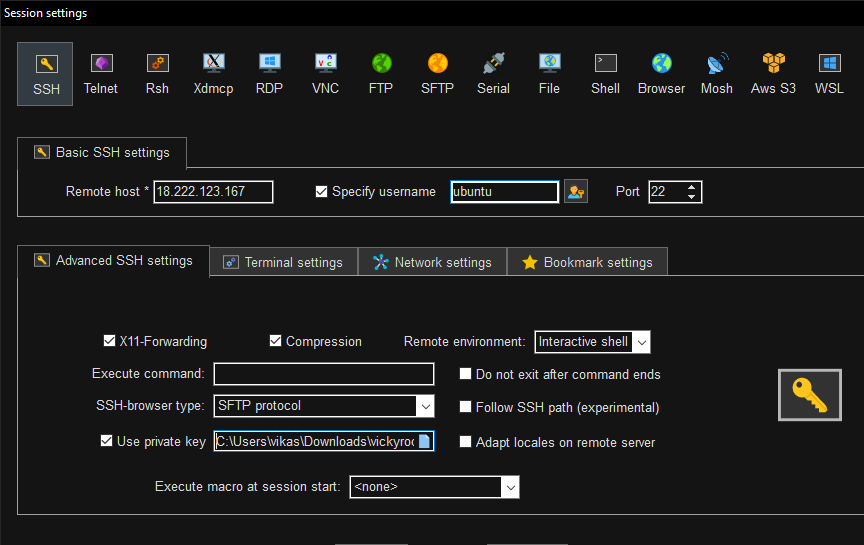 Session settings
SSH Telnet Rsh Xdmcp RDP VNC FTP SFTP Serial File Shell Browser Mosh Aws S3 WSL
Basic SSH settings
Remote host * 18.222.123.167 Specify username ubuntu Port 22
Advanced SSH settings Terminal settings Network settings Bookmark settings
X11-Forwarding Compression Remote environment: Interactive shell
Execute command: Do not exit after command ends
SSH-browser type: SFTP protocol Follow SSH path (experimental)
Use private key C:\Users\vikas\Downloads\vickyroc Adapt locales on remote server
Execute macro at session start: <none>